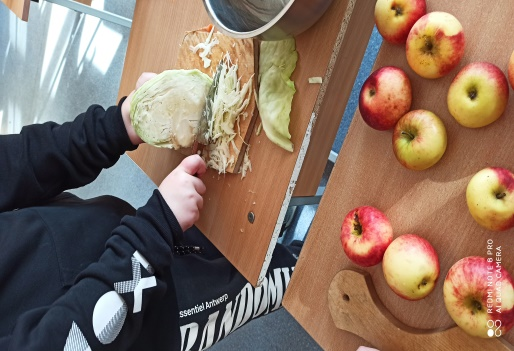 ssentiel Antwerp
RANDOM
REDMI NOTE 8 PRO
AI QUAD CAMERA